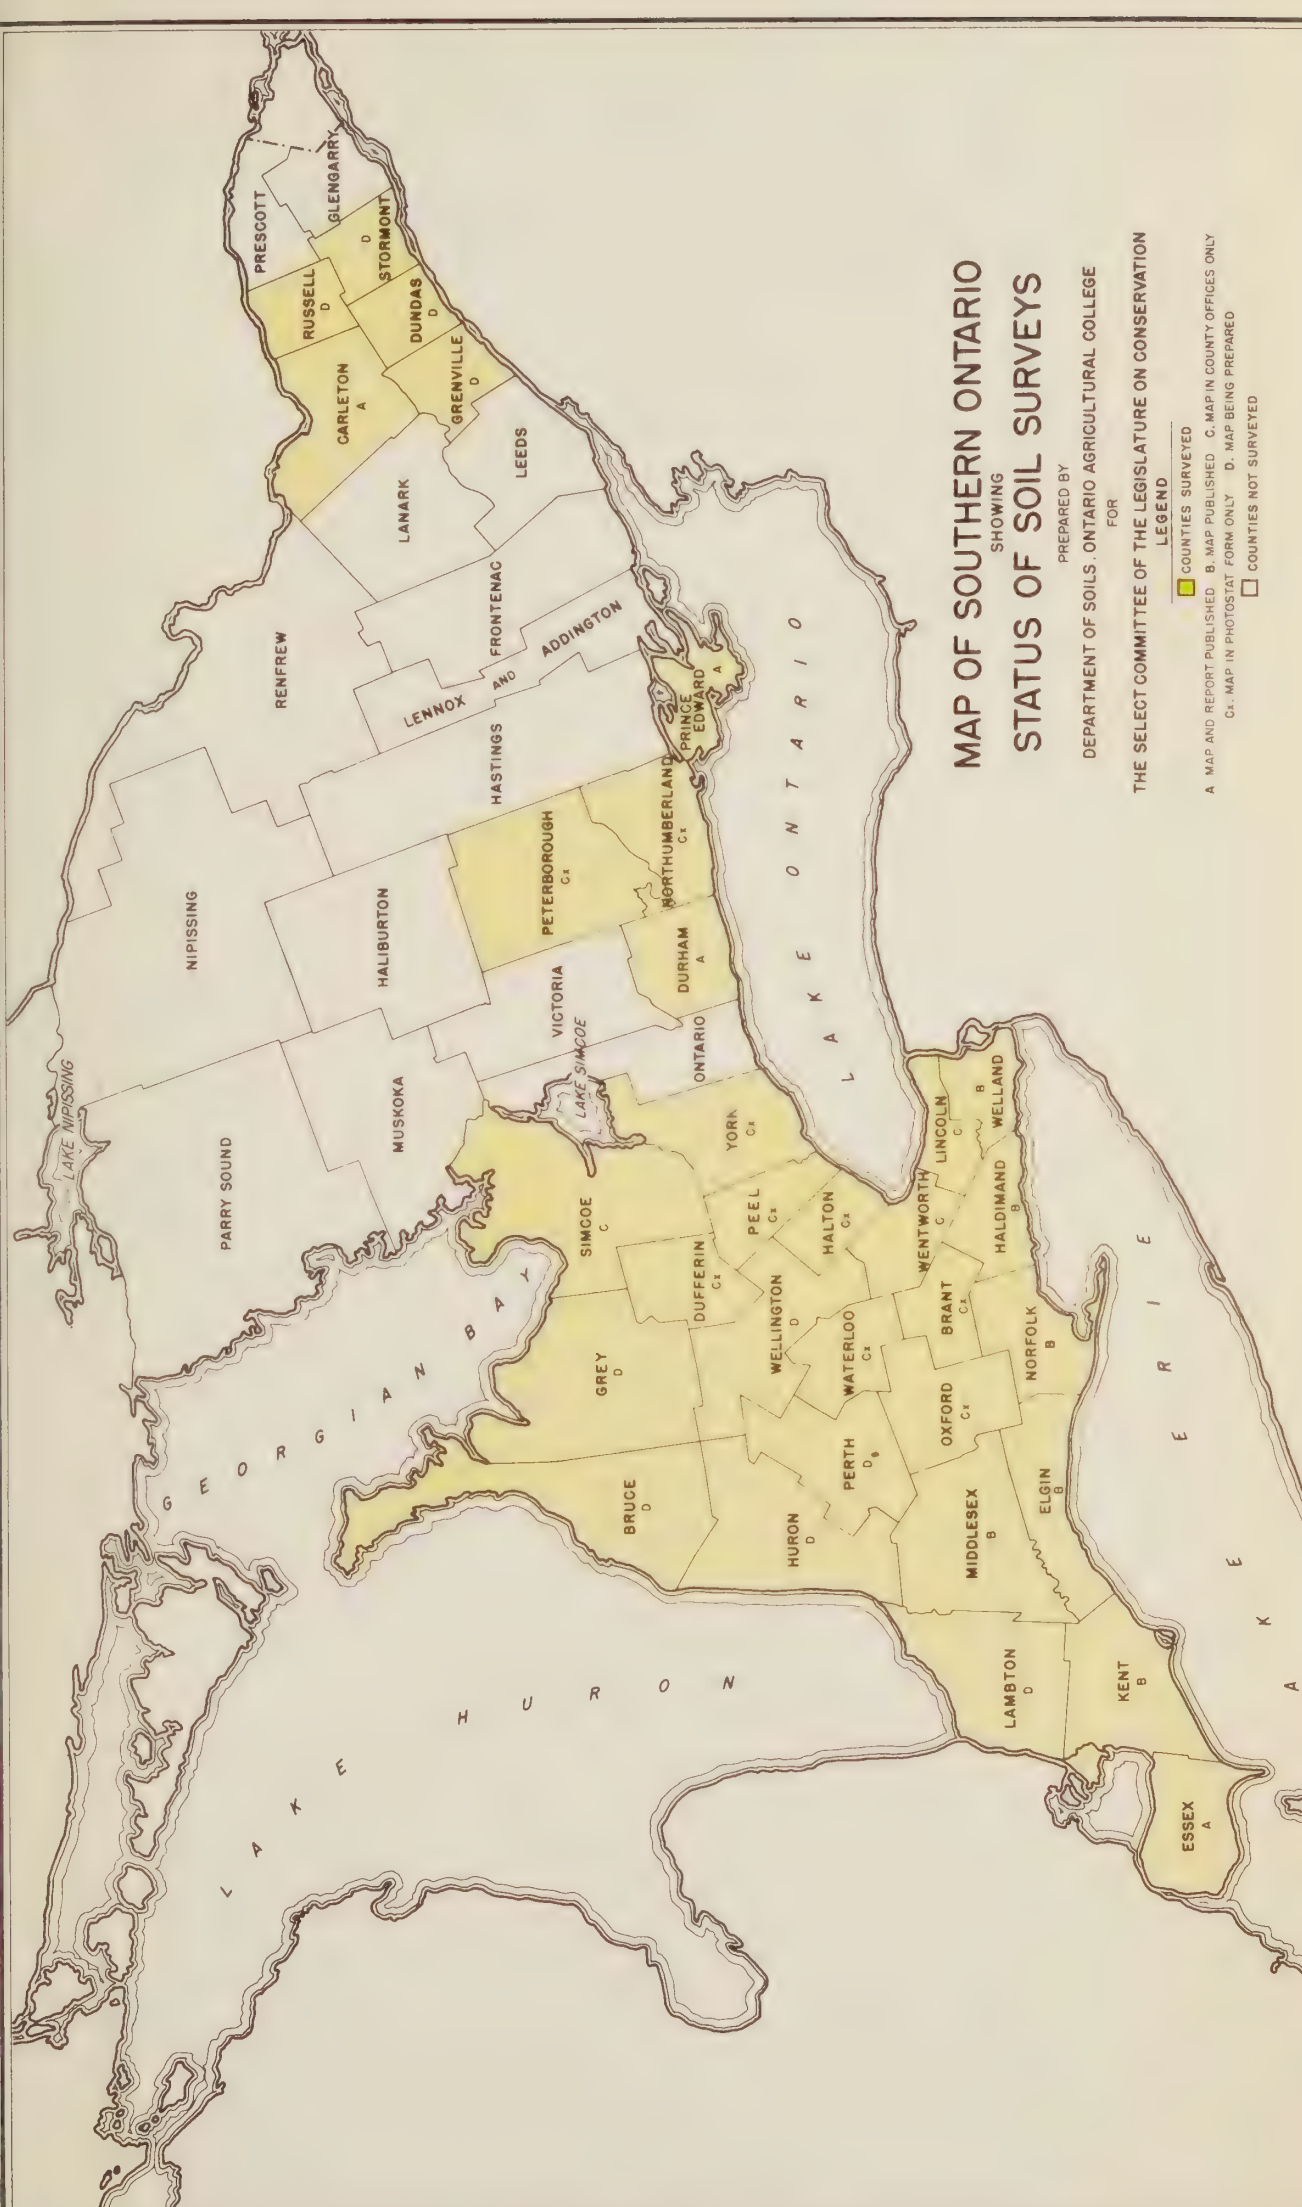 MAP OF SOUTHERN ONTARIO
SHOWING
STATUS OF SOIL SURVEYS
PREPARED BY
DEPARTMENT OF SOILS, ONTARIO AGRICULTURAL COLLEGE
FOR
THE SELECT COMMITTEE OF THE LEGISLATURE ON CONSERVATION
LEGEND
COUNTIES SURVEYED
A MAP AND REPORT PUBLISHED B. MAP PUBLISHED C. MAP IN COUNTY OFFICES ONLY
Cx. MAP IN PHOTOSTAT FORM ONLY D. MAP BEING PREPARED
COUNTIES NOT SURVEYED
LAKE NIPISSING
NIPISSING
PARRY SOUND
RENFREW
HALIBURTON
MUSKOKA
PRESCOTT
GLENGARRY
RUSSELL
D
STORMONT
D
DUNDAS
D
CARLETON
A
GRENVILLE
D
LANARK
LEEDS
FRONTENAC
LENNOX AND ADDINGTON
HASTINGS
PRINCE
EDWARD
A
PETERBOROUGH
Cx
NORTHUMBERLAND
Cx
DURHAM
A
VICTORIA
LAKE SIMCOE
ONTARIO
YORK
Cx
SIMCOE
C
DUFFERIN
Cx
PEEL
Cx
HALTON
Cx
GREY
D
WELLINGTON
D
WATERLOO
Cx
WENTWORTH
C
LINCOLN
C
WELLAND
B
HALDIMAND
B
BRANT
Cx
NORFOLK
B
OXFORD
Cx
BRUCE
D
HURON
D
PERTH
D
MIDDLESEX
B
ELGIN
B
LAMBTON
D
KENT
B
ESSEX
A
GEORGIAN BAY
LAKE HURON
LAKE ONTARIO
LAKE ERIE